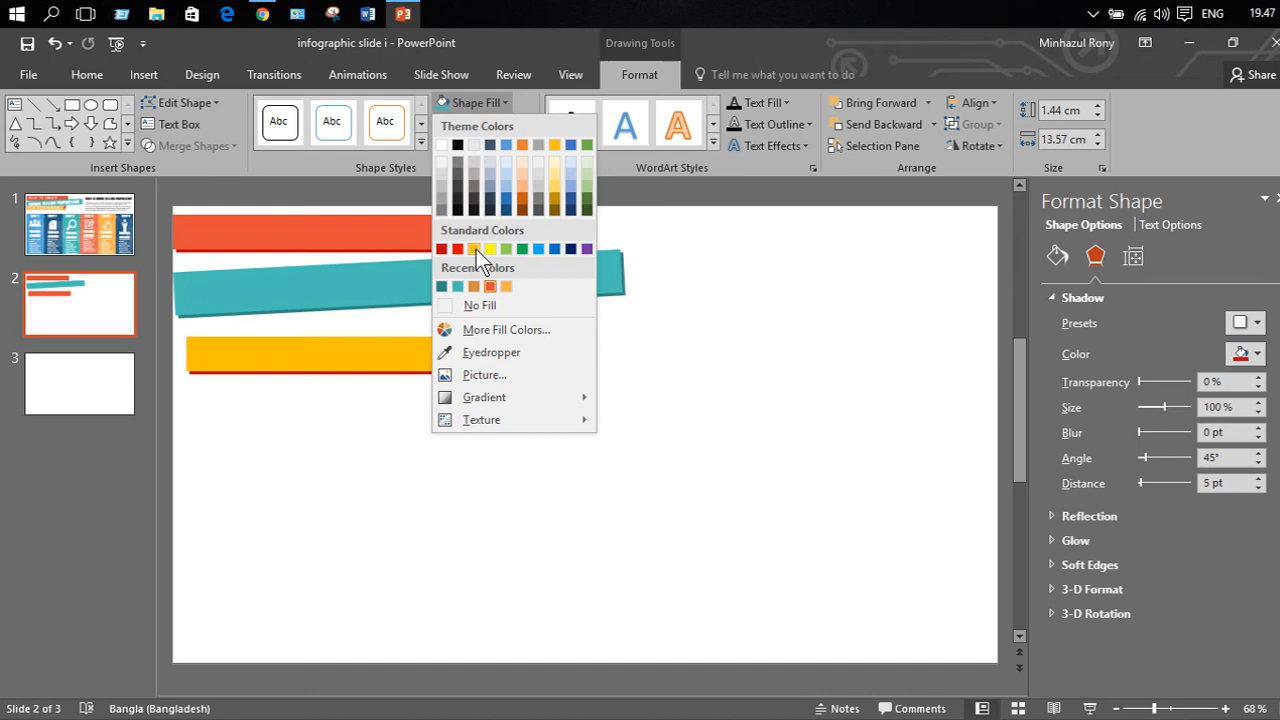 ENG
19.47
infographic slide i - PowerPoint
Drawing Tools
Minhazul Rony
File
Home
Insert
Design
Transitions
Animations
Slide Show
Review
View
Format
Tell me what you want to do
Share
Edit Shape
Text Box
Merge Shapes
Insert Shapes
Abc
Abc
Abc
Shape Styles
Shape Fill
A
A
WordArt Styles
Text Fill
Text Outline
Text Effects
Bring Forward
Send Backward
Selection Pane
Align
Group
Rotate
Arrange
1.44 cm
13.57 cm
Size
Theme Colors
Standard Colors
Recent Colors
No Fill
More Fill Colors...
Eyedropper
Picture...
Gradient
Texture
1
2
3
Format Shape
Shape Options
Text Options
Shadow
Presets
Color
Transparency
0 %
Size
100 %
Blur
0 pt
Angle
45°
Distance
5 pt
Reflection
Glow
Soft Edges
3-D Format
3-D Rotation
Slide 2 of 3
Bangla (Bangladesh)
Notes
Comments
68 %